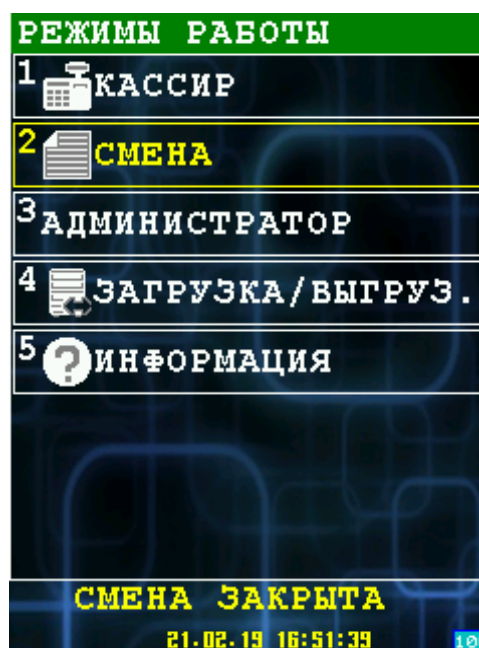 РЕЖИМЫ РАБОТЫ
1 КАССИР
2 СМЕНА
3 АДМИНИСТРАТОР
4 ЗАГРУЗКА/ВЫГРУЗ.
5 ИНФОРМАЦИЯ
СМЕНА ЗАКРЫТА
21.02.19 16:51:39 10